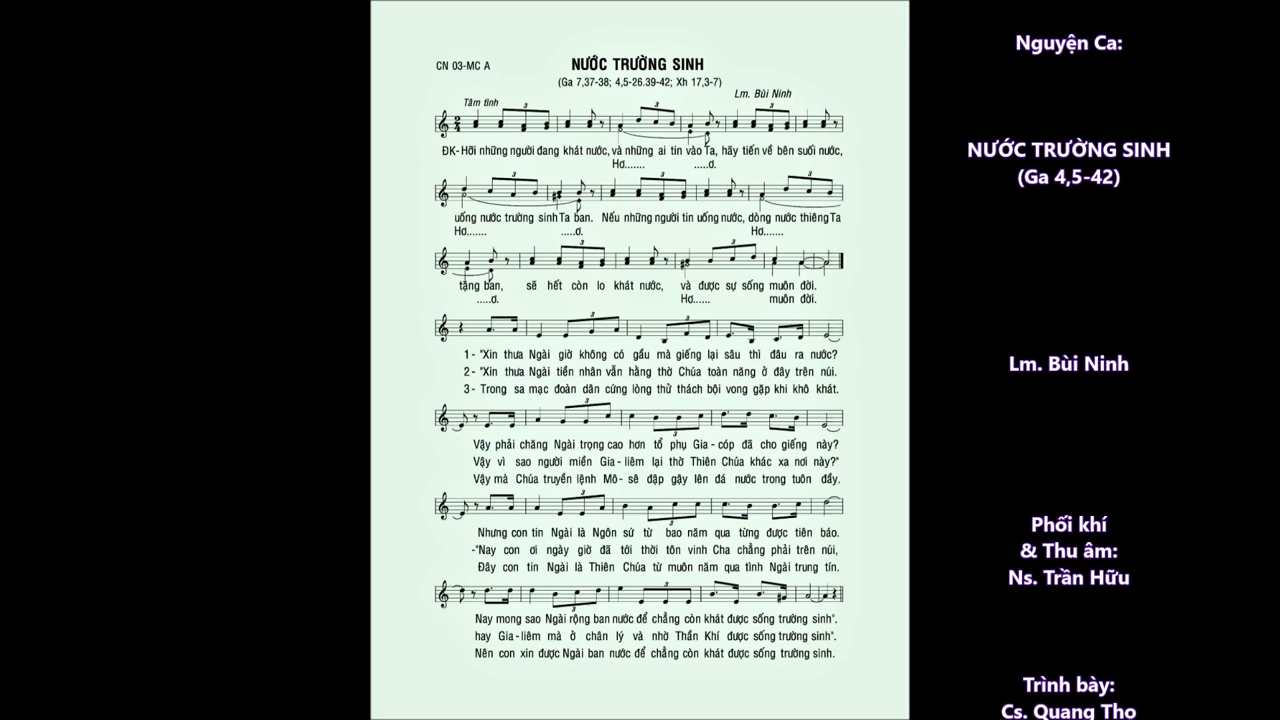 CN 03-MC A
NƯỚC TRƯỜNG SINH
(Ga 7,37-38; 4,5-26.39-42; Xh 17,3-7)
Lm. Bùi Ninh
Tâm tình
ĐK-Hỡi những người đang khát nước, và những ai tin vào Ta, hãy tiến về bên suối nước,
Hơ....... .....ơ.
uống nước trường sinh Ta ban. Nếu những người tin uống nước, dòng nước thiêng Ta
Hơ....... .....ơ. Hơ.......
tặng ban, sẽ hết còn lo khát nước, và được sự sống muôn đời.
.....ơ. Hơ...... muôn đời.
1- "Xin thưa Ngài giờ không có gầu mà giếng lại sâu thì đâu ra nước?
2- "Xin thưa Ngài tiền nhân vẫn hằng thờ Chúa toàn năng ở đây trên núi.
3- Trong sa mạc đoàn dân cứng lòng thử thách bội vong gặp khi khô khát.
Vậy phải chăng Ngài trọng cao hơn tổ phụ Gia-cóp đã cho giếng này?
Vậy vì sao người miền Gia-liêm lại thờ Thiên Chúa khác xa nơi này?"
Vậy mà Chúa truyền lệnh Mô-sê đập gậy lên đá nước trong tuôn đầy.
Nhưng con tin Ngài là Ngôn sứ từ bao năm qua từng được tiên báo.
-"Nay con ơi ngày giờ đã tới thời tôn vinh Cha chẳng phải trên núi,
Đây con tin Ngài là Thiên Chúa từ muôn năm qua tình Ngài trung tín.
Nay mong sao Ngài rộng ban nước để chẳng còn khát được sống trường sinh".
hay Gia-liêm mà ở chân lý và nhờ Thần Khí được sống trường sinh".
Nên con xin được Ngài ban nước để chẳng còn khát được sống trường sinh.
Nguyện Ca:
NƯỚC TRƯỜNG SINH
(Ga 4,5-42)
Lm. Bùi Ninh
Phối khí
& Thu âm:
Ns. Trần Hữu
Trình bày:
Cs. Quang Thọ